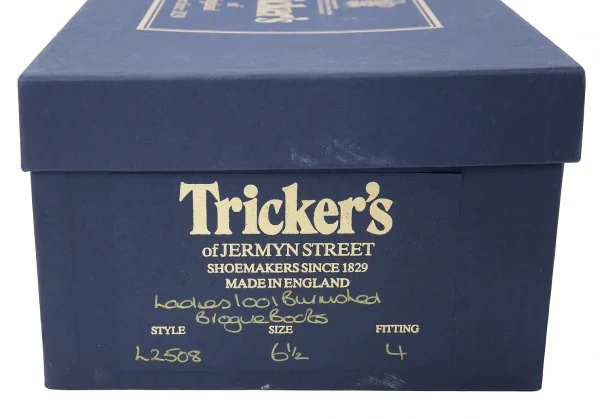 Tricker's
of JERMYN STREET
SHOEMAKERS SINCE 1829
MADE IN ENGLAND
Ladies 1001 Burnished
Brogue Boots
STYLE SIZE FITTING
L2508 6½ 4